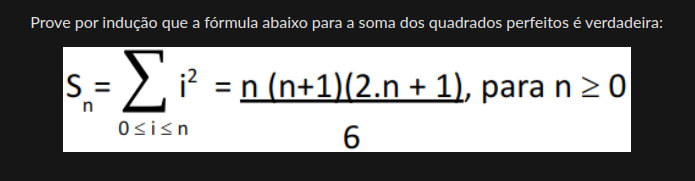 Prove por indução que a fórmula abaixo para a soma dos quadrados perfeitos é verdadeira:
Sₙ = ∑ i² = n (n+1)(2.n + 1), para n ≥ 0
0≤i≤n
6